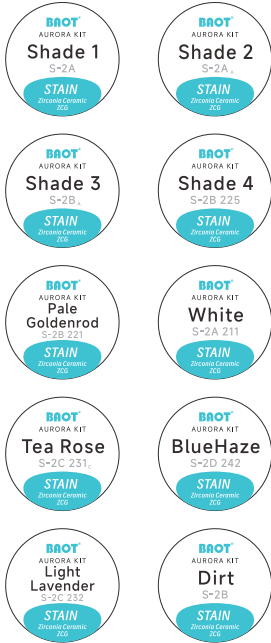 BAOT®
AURORA KIT
Shade 1
S-2A
STAIN
Zirconia Ceramic
ZCG
BAOT®
AURORA KIT
Shade 2
S-2A A
STAIN
Zirconia Ceramic
ZCG
BAOT®
AURORA KIT
Shade 3
S-2B A
STAIN
Zirconia Ceramic
ZCG
BAOT®
AURORA KIT
Shade 4
S-2B 225
STAIN
Zirconia Ceramic
ZCG
BAOT®
AURORA KIT
Pale
Goldenrod
S-2B 221
STAIN
Zirconia Ceramic
ZCG
BAOT®
AURORA KIT
White
S-2A 211
STAIN
Zirconia Ceramic
ZCG
BAOT®
AURORA KIT
Tea Rose
S-2C 231 C
STAIN
Zirconia Ceramic
ZCG
BAOT®
AURORA KIT
BlueHaze
S-2D 242
STAIN
Zirconia Ceramic
ZCG
BAOT®
AURORA KIT
Light
Lavender
S-2C 232
STAIN
Zirconia Ceramic
ZCG
BAOT®
AURORA KIT
Dirt
S-2B
STAIN
Zirconia Ceramic
ZCG